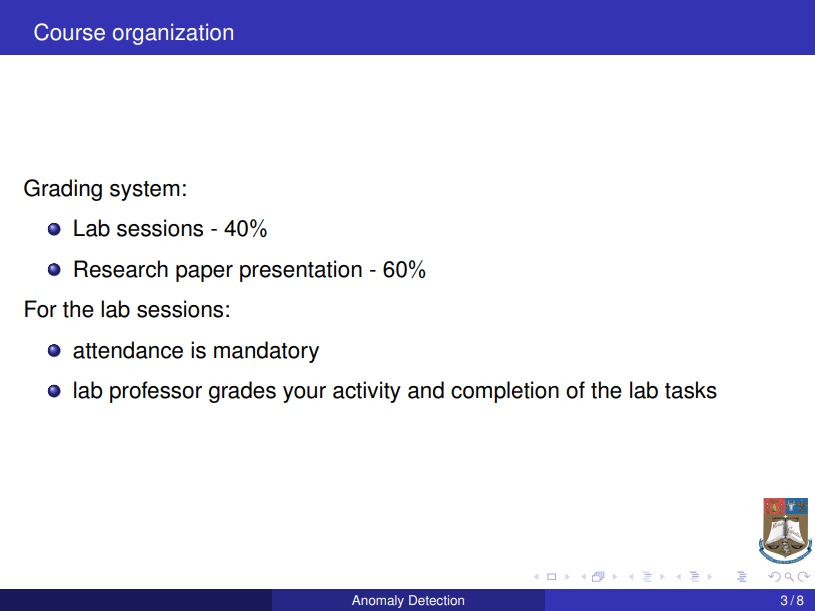 Course organization
Grading system:
Lab sessions - 40%
Research paper presentation - 60%
For the lab sessions:
attendance is mandatory
lab professor grades your activity and completion of the lab tasks
Anomaly Detection
3 / 8